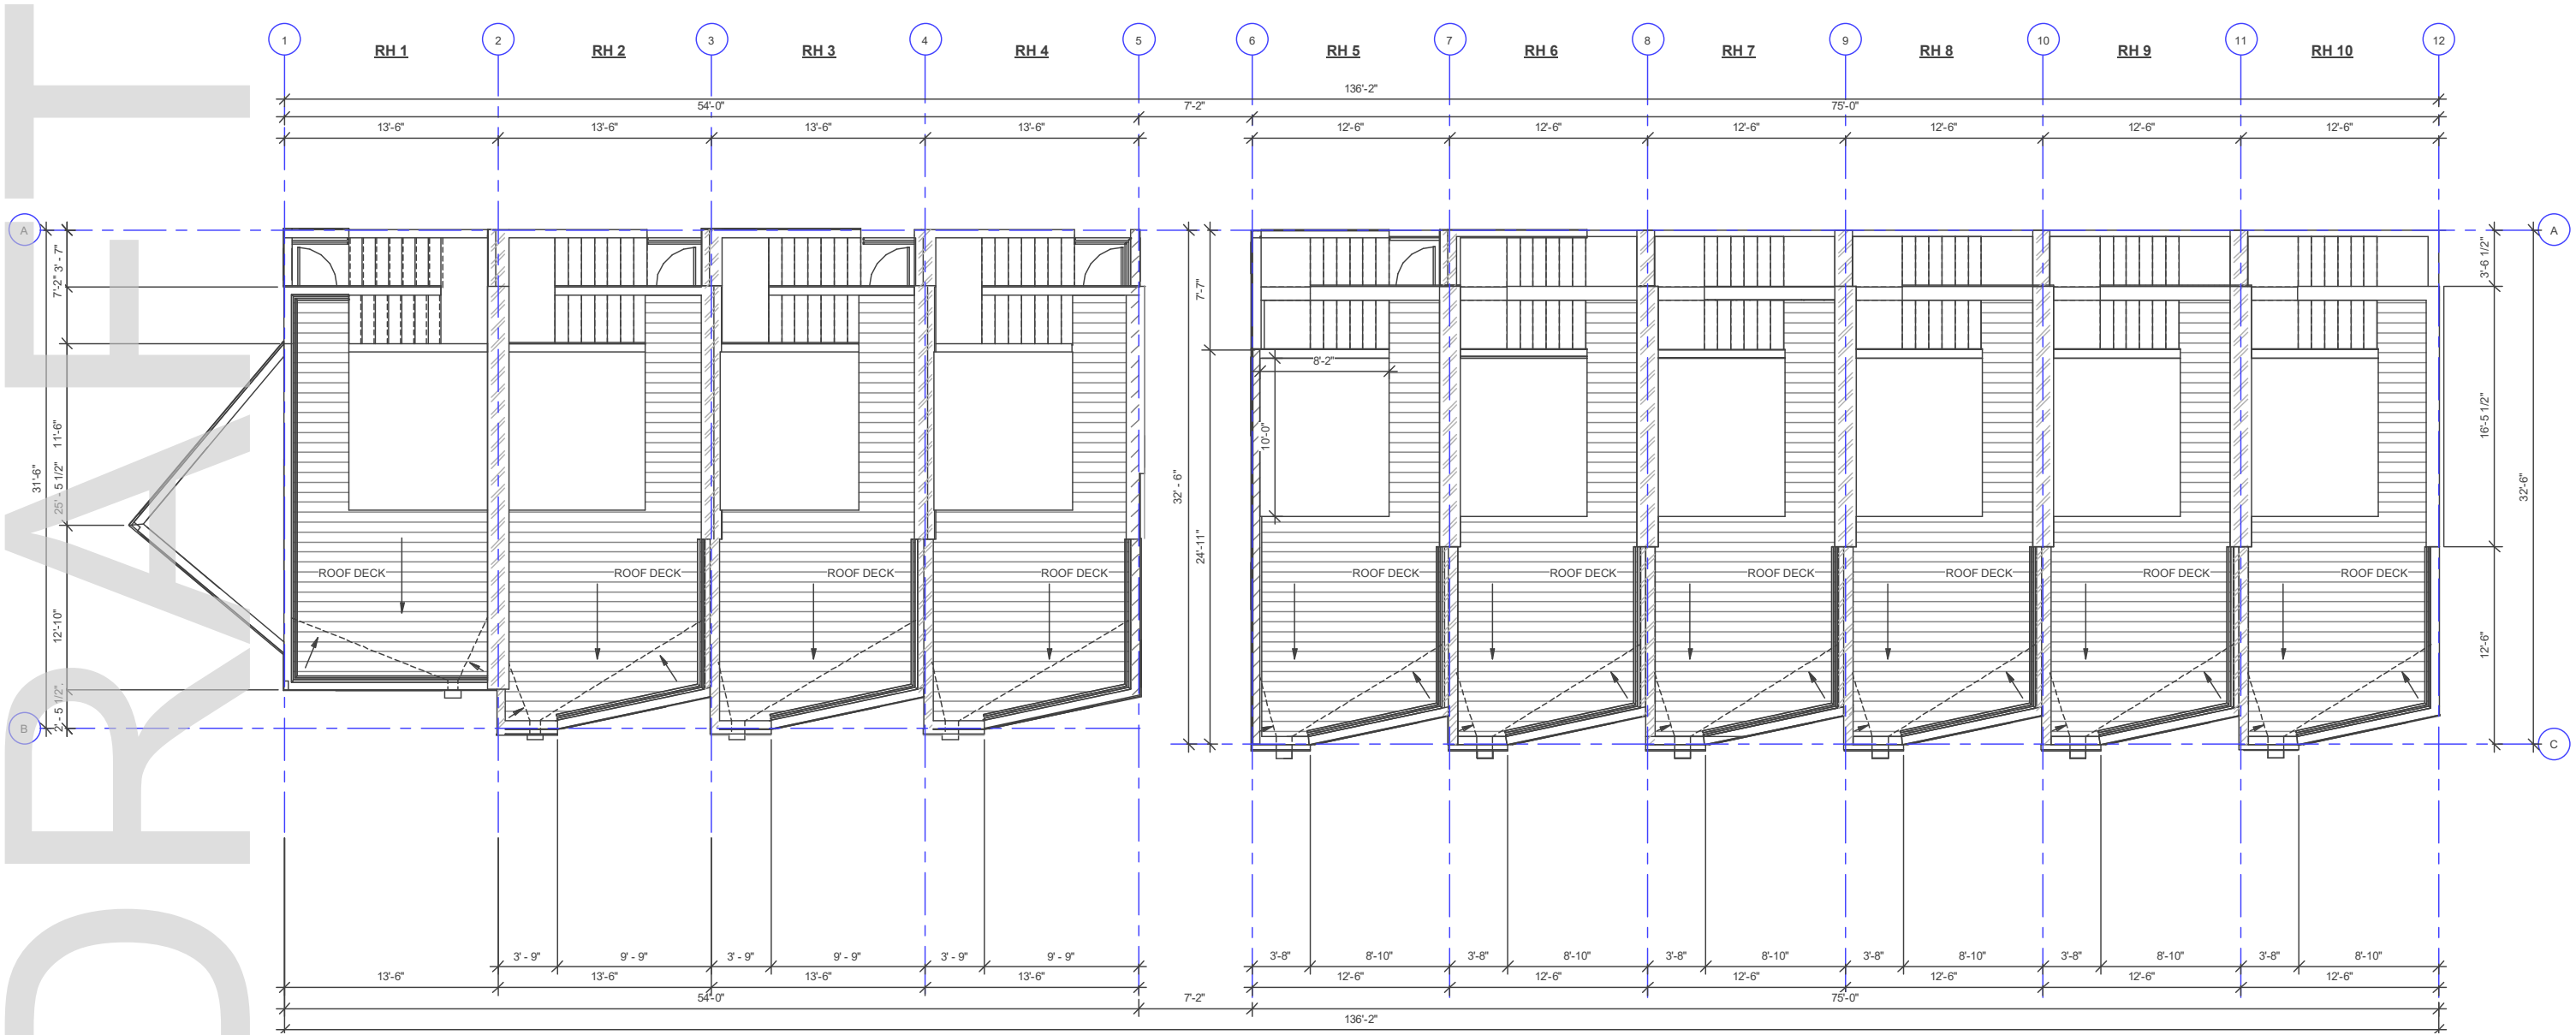 DRAFT
1 2 3 4 5 6 7 8 9 10 11 12
RH 1 RH 2 RH 3 RH 4 RH 5 RH 6 RH 7 RH 8 RH 9 RH 10
136'-2"
54'-0" 7'-2" 75'-0"
13'-6" 13'-6" 13'-6" 13'-6" 12'-6" 12'-6" 12'-6" 12'-6" 12'-6" 12'-6"
A A
3' - 7"
7'-2"
11'-6"
25' - 5 1/2"
31'-6"
12'-10"
2' - 5 1/2"
B
7'-7"
32' - 6"
24'-11"
8'-2"
10'-0"
3'-6 1/2"
16'-5 1/2"
32'-6"
12'-6"
C
ROOF DECK ROOF DECK ROOF DECK ROOF DECK ROOF DECK ROOF DECK ROOF DECK ROOF DECK ROOF DECK ROOF DECK
3' - 9" 9' - 9" 3' - 9" 9' - 9" 3' - 9" 9' - 9" 3'-8" 8'-10" 3'-8" 8'-10" 3'-8" 8'-10" 3'-8" 8'-10" 3'-8" 8'-10" 3'-8" 8'-10"
13'-6" 13'-6" 13'-6" 13'-6" 12'-6" 12'-6" 12'-6" 12'-6" 12'-6" 12'-6"
54'-0" 7'-2" 75'-0"
136'-2"